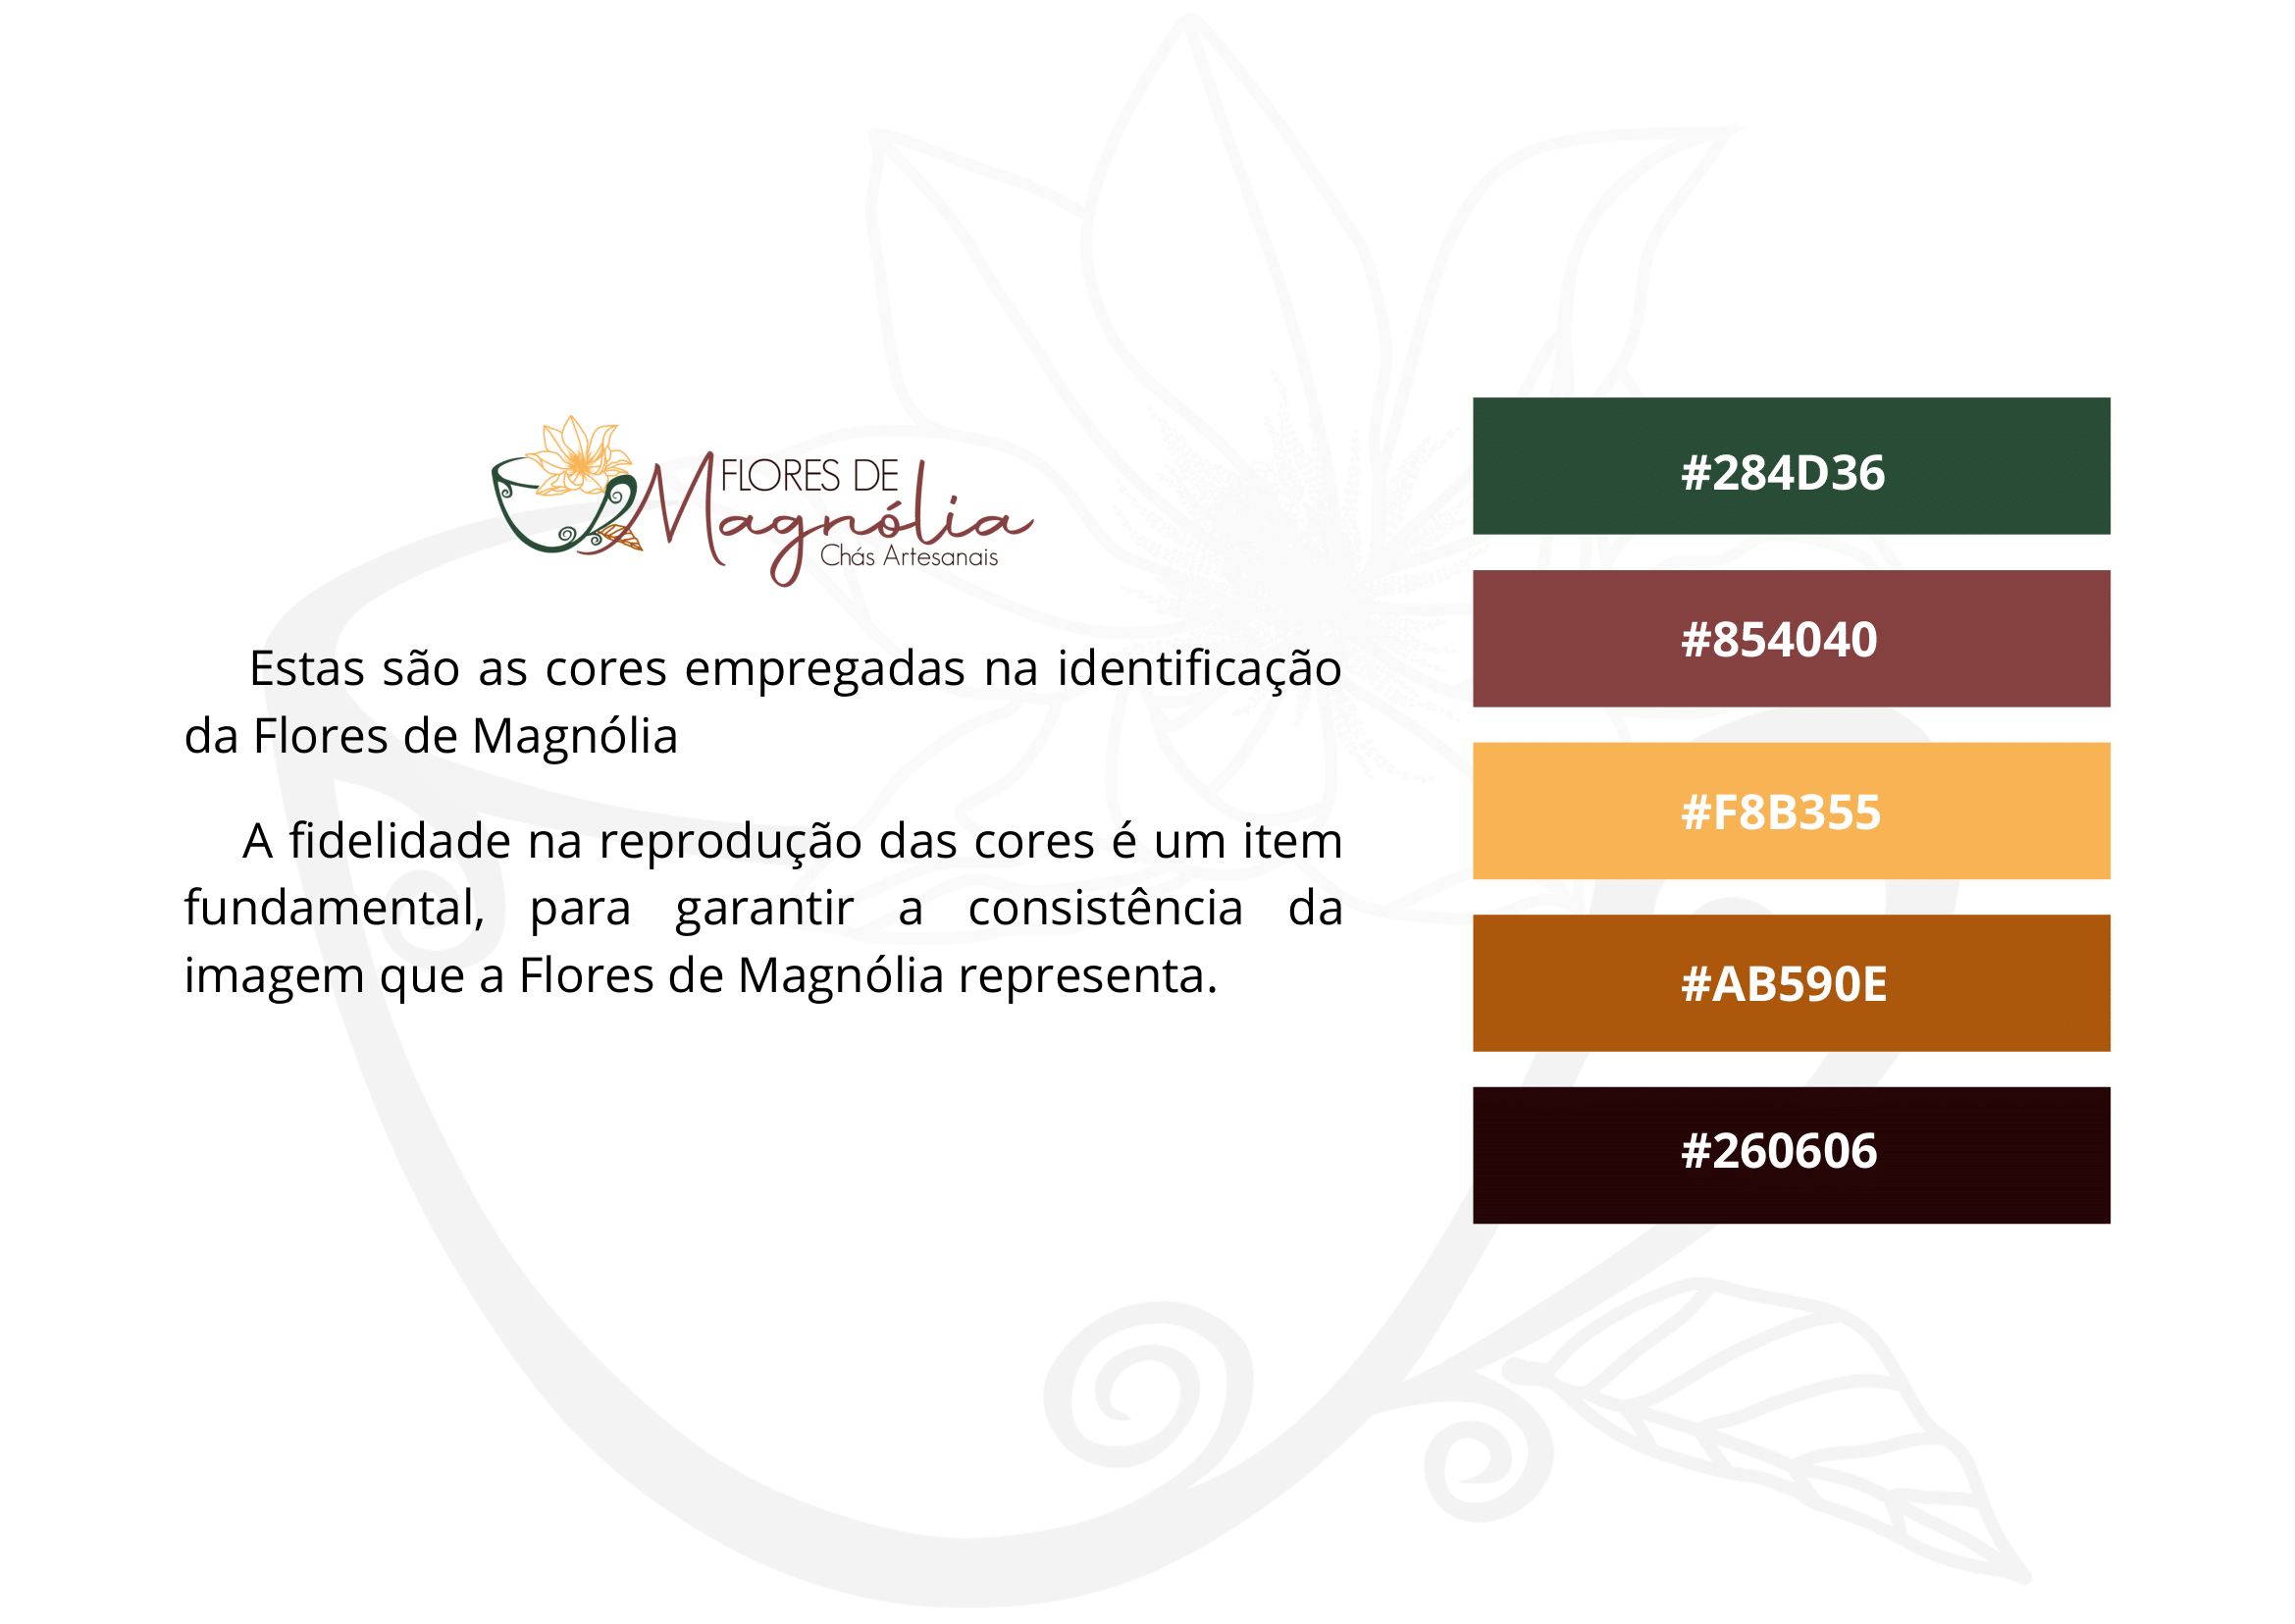 FLORES DE
Magnólia
Chás Artesanais
Estas são as cores empregadas na identificação
da Flores de Magnólia
A fidelidade na reprodução das cores é um item
fundamental, para garantir a consistência da
imagem que a Flores de Magnólia representa.
#284D36
#854040
#F8B355
#AB590E
#260606